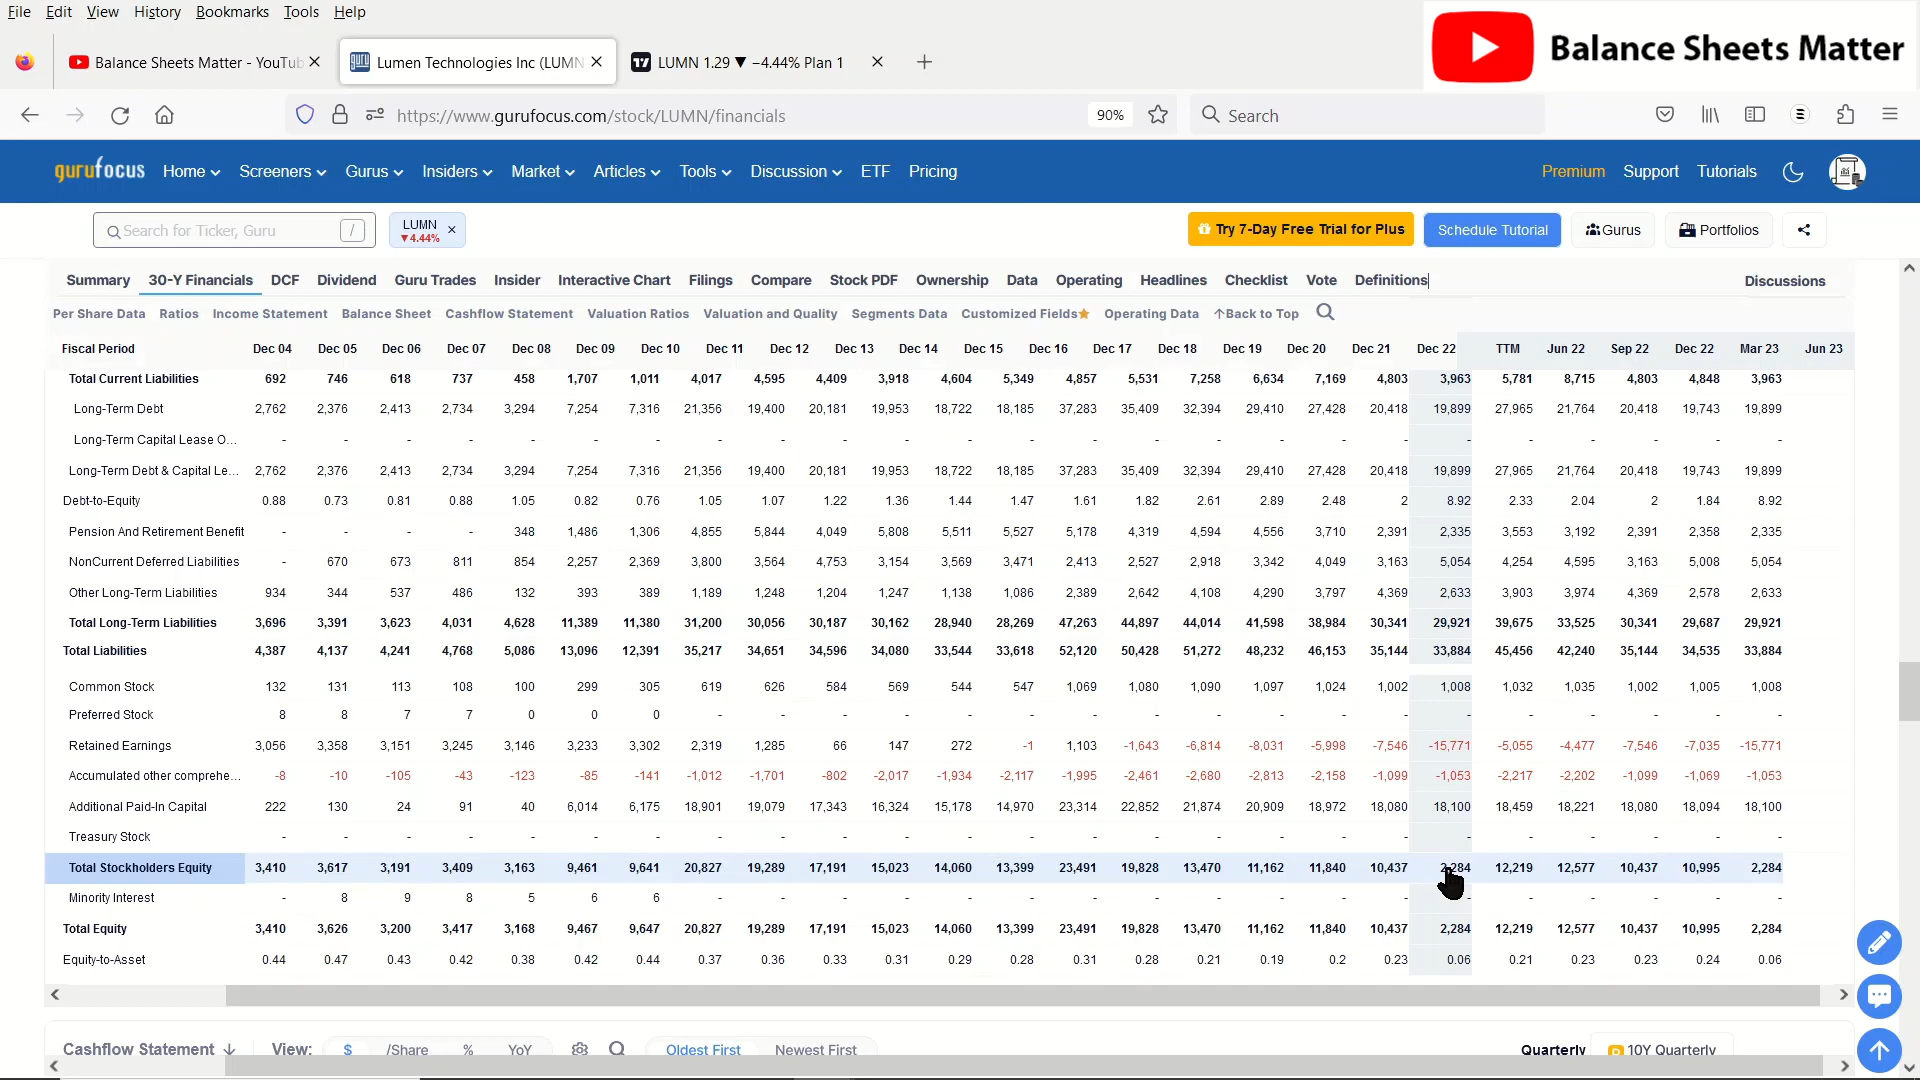 File Edit View History Bookmarks Tools Help
Balance Sheets Matter - YouTub
Lumen Technologies Inc (LUMN
LUMN 1.29 ▼ −4.44% Plan 1
Balance Sheets Matter
https://www.gurufocus.com/stock/LUMN/financials
90%
Search
gurufocus Home Screeners Gurus Insiders Market Articles Tools Discussion ETF Pricing
Premium Support Tutorials
Search for Ticker, Guru /
LUMN
▼4.44%
Try 7-Day Free Trial for Plus
Schedule Tutorial
Gurus
Portfolios
Summary 30-Y Financials DCF Dividend Guru Trades Insider Interactive Chart Filings Compare Stock PDF Ownership Data Operating Headlines Checklist Vote Definitions Discussions
Per Share Data Ratios Income Statement Balance Sheet Cashflow Statement Valuation Ratios Valuation and Quality Segments Data Customized Fields Operating Data ↑Back to Top
Fiscal Period Dec 04 Dec 05 Dec 06 Dec 07 Dec 08 Dec 09 Dec 10 Dec 11 Dec 12 Dec 13 Dec 14 Dec 15 Dec 16 Dec 17 Dec 18 Dec 19 Dec 20 Dec 21 Dec 22 TTM Jun 22 Sep 22 Dec 22 Mar 23 Jun 23
Total Current Liabilities 692 746 618 737 458 1,707 1,011 4,017 4,595 4,409 3,918 4,604 5,349 4,857 5,531 7,258 6,634 7,169 4,803 3,963 5,781 8,715 4,803 4,848 3,963
Long-Term Debt 2,762 2,376 2,413 2,734 3,294 7,254 7,316 21,356 19,400 20,181 19,953 18,722 18,185 37,283 35,409 32,394 29,410 27,428 20,418 19,899 27,965 21,764 20,418 19,743 19,899
Long-Term Capital Lease O... - - - - - - - - - - - - - - - - - - - - - - - - -
Long-Term Debt & Capital Le... 2,762 2,376 2,413 2,734 3,294 7,254 7,316 21,356 19,400 20,181 19,953 18,722 18,185 37,283 35,409 32,394 29,410 27,428 20,418 19,899 27,965 21,764 20,418 19,743 19,899
Debt-to-Equity 0.88 0.73 0.81 0.88 1.05 0.82 0.76 1.05 1.07 1.22 1.36 1.44 1.47 1.61 1.82 2.61 2.89 2.48 2 8.92 2.33 2.04 2 1.84 8.92
Pension And Retirement Benefit - - - - 348 1,486 1,306 4,855 5,844 4,049 5,808 5,511 5,527 5,178 4,319 4,594 4,556 3,710 2,391 2,335 3,553 3,192 2,391 2,358 2,335
NonCurrent Deferred Liabilities - 670 673 811 854 2,257 2,369 3,800 3,564 4,753 3,154 3,569 3,471 2,413 2,527 2,918 3,342 4,049 3,163 5,054 4,254 4,595 3,163 5,008 5,054
Other Long-Term Liabilities 934 344 537 486 132 393 389 1,189 1,248 1,204 1,247 1,138 1,086 2,389 2,642 4,108 4,290 3,797 4,369 2,633 3,903 3,974 4,369 2,578 2,633
Total Long-Term Liabilities 3,696 3,391 3,623 4,031 4,628 11,389 11,380 31,200 30,056 30,187 30,162 28,940 28,269 47,263 44,897 44,014 41,598 38,984 30,341 29,921 39,675 33,525 30,341 29,687 29,921
Total Liabilities 4,387 4,137 4,241 4,768 5,086 13,096 12,391 35,217 34,651 34,596 34,080 33,544 33,618 52,120 50,428 51,272 48,232 46,153 35,144 33,884 45,456 42,240 35,144 34,535 33,884
Common Stock 132 131 113 108 100 299 305 619 626 584 569 544 547 1,069 1,080 1,090 1,097 1,024 1,002 1,008 1,032 1,035 1,002 1,005 1,008
Preferred Stock 8 8 7 7 0 0 0 - - - - - - - - - - - - - - - - - -
Retained Earnings 3,056 3,358 3,151 3,245 3,146 3,233 3,302 2,319 1,285 66 147 272 -1 1,103 -1,643 -6,814 -8,031 -5,998 -7,546 -15,771 -5,055 -4,477 -7,546 -7,035 -15,771
Accumulated other comprehe... -8 -10 -105 -43 -123 -85 -141 -1,012 -1,701 -802 -2,017 -1,934 -2,117 -1,995 -2,461 -2,680 -2,813 -2,158 -1,099 -1,053 -2,217 -2,202 -1,099 -1,069 -1,053
Additional Paid-In Capital 222 130 24 91 40 6,014 6,175 18,901 19,079 17,343 16,324 15,178 14,970 23,314 22,852 21,874 20,909 18,972 18,080 18,100 18,459 18,221 18,080 18,094 18,100
Treasury Stock - - - - - - - - - - - - - - - - - - - - - - - - -
Total Stockholders Equity 3,410 3,617 3,191 3,409 3,163 9,461 9,641 20,827 19,289 17,191 15,023 14,060 13,399 23,491 19,828 13,470 11,162 11,840 10,437 2,284 12,219 12,577 10,437 10,995 2,284
Minority Interest - 8 9 8 5 6 6 - - - - - - - - - - - - - - - - - -
Total Equity 3,410 3,626 3,200 3,417 3,168 9,467 9,647 20,827 19,289 17,191 15,023 14,060 13,399 23,491 19,828 13,470 11,162 11,840 10,437 2,284 12,219 12,577 10,437 10,995 2,284
Equity-to-Asset 0.44 0.47 0.43 0.42 0.38 0.42 0.44 0.37 0.36 0.33 0.31 0.29 0.28 0.31 0.28 0.21 0.19 0.2 0.23 0.06 0.21 0.23 0.23 0.24 0.06
Cashflow Statement ↓ View: $ /Share % YoY Oldest First Newest First Quarterly 10Y Quarterly